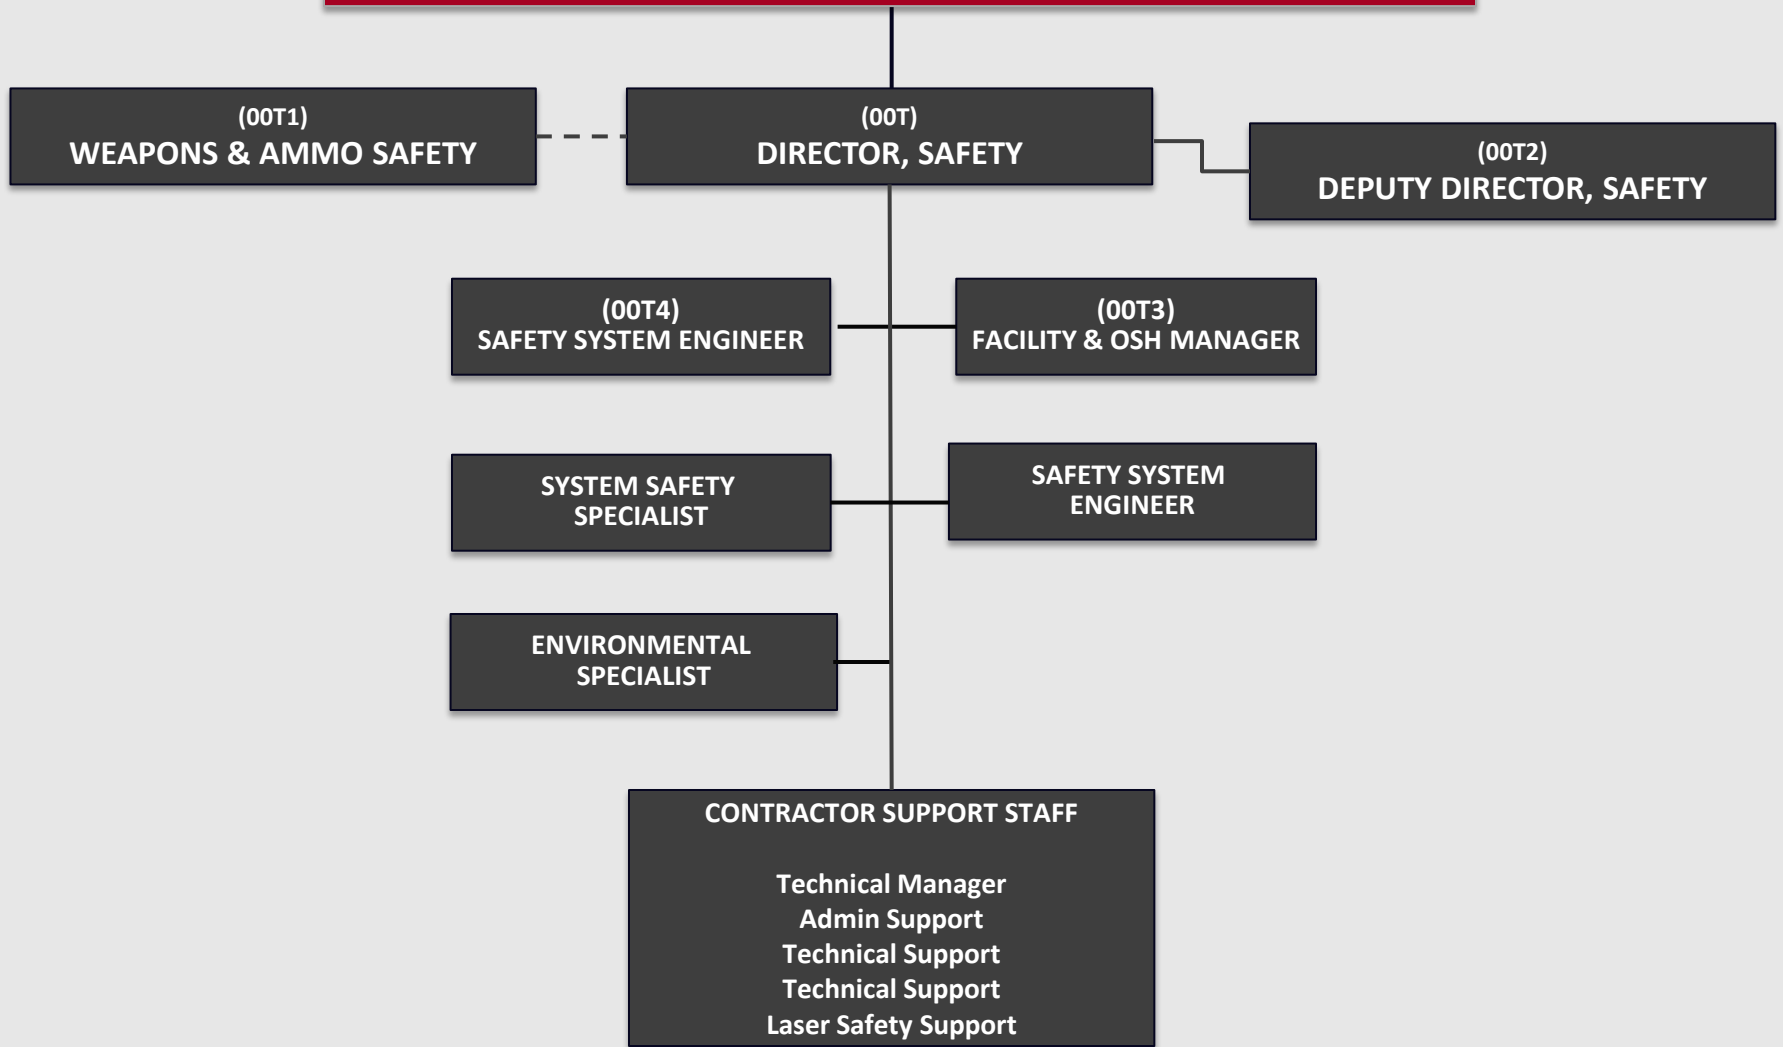 (00T1)
WEAPONS & AMMO SAFETY
(00T)
DIRECTOR, SAFETY
(00T2)
DEPUTY DIRECTOR, SAFETY
(00T4)
SAFETY SYSTEM ENGINEER
(00T3)
FACILITY & OSH MANAGER
SYSTEM SAFETY
SPECIALIST
SAFETY SYSTEM
ENGINEER
ENVIRONMENTAL
SPECIALIST
CONTRACTOR SUPPORT STAFF
Technical Manager
Admin Support
Technical Support
Technical Support
Laser Safety Support